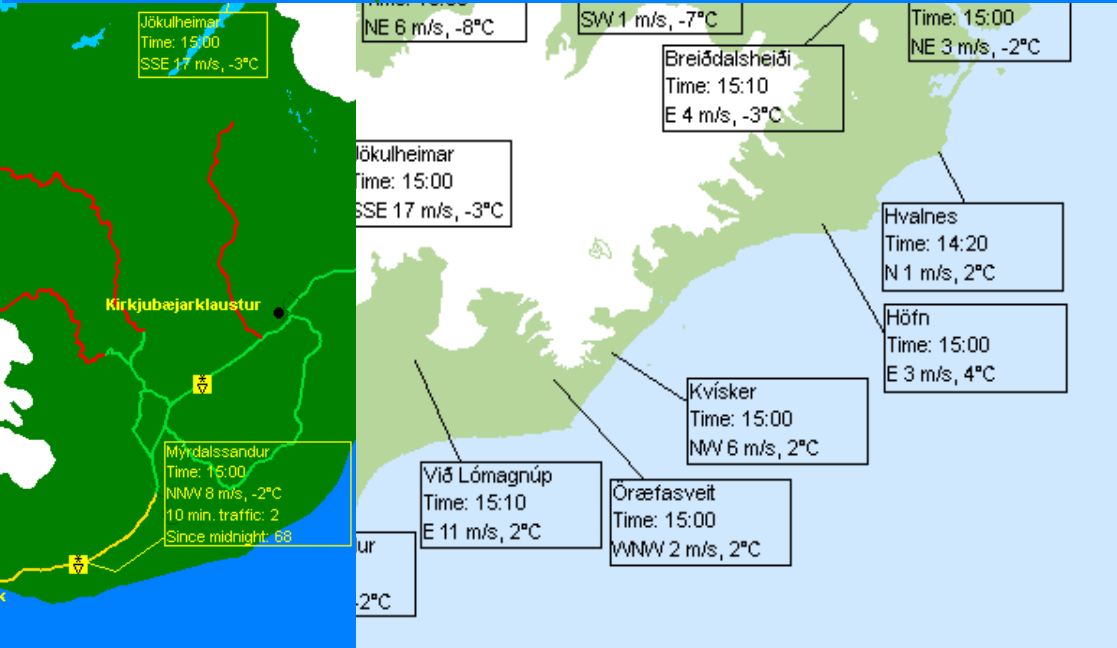 Jökulheimar
Time: 15:00
SSE 17 m/s, -3°C
Kirkjubæjarklaustur
Mýrdalssandur
Time: 15:00
NNW 8 m/s, -2°C
10 min. traffic: 2
Since midnight: 68
NE 6 m/s, -8°C
SW 1 m/s, -7°C
Breiðdalsheiði
Time: 15:10
E 4 m/s, -3°C
Time: 15:00
NE 3 m/s, -2°C
Jökulheimar
Time: 15:00
SSE 17 m/s, -3°C
Hvalnes
Time: 14:20
N 1 m/s, 2°C
Höfn
Time: 15:00
E 3 m/s, 4°C
Kvísker
Time: 15:00
NW 6 m/s, 2°C
Við Lómagnúp
Time: 15:10
E 11 m/s, 2°C
Öræfasveit
Time: 15:00
WNW 2 m/s, 2°C
ur
-2°C